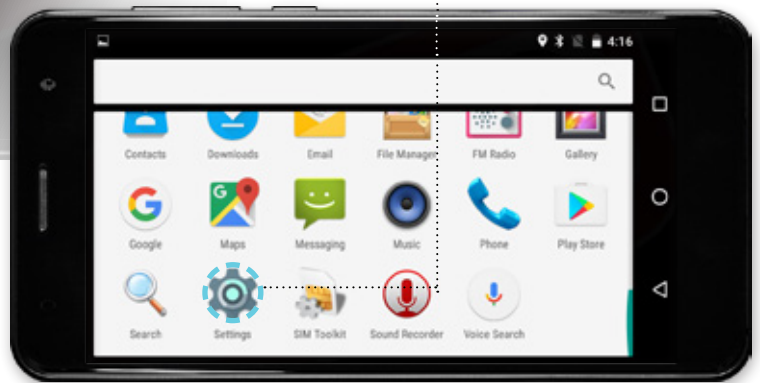 4:16
Contacts Downloads Email File Manager FM Radio Gallery
G
Google Maps Messaging Music Phone Play Store
Search Settings SIM Toolkit Sound Recorder Voice Search